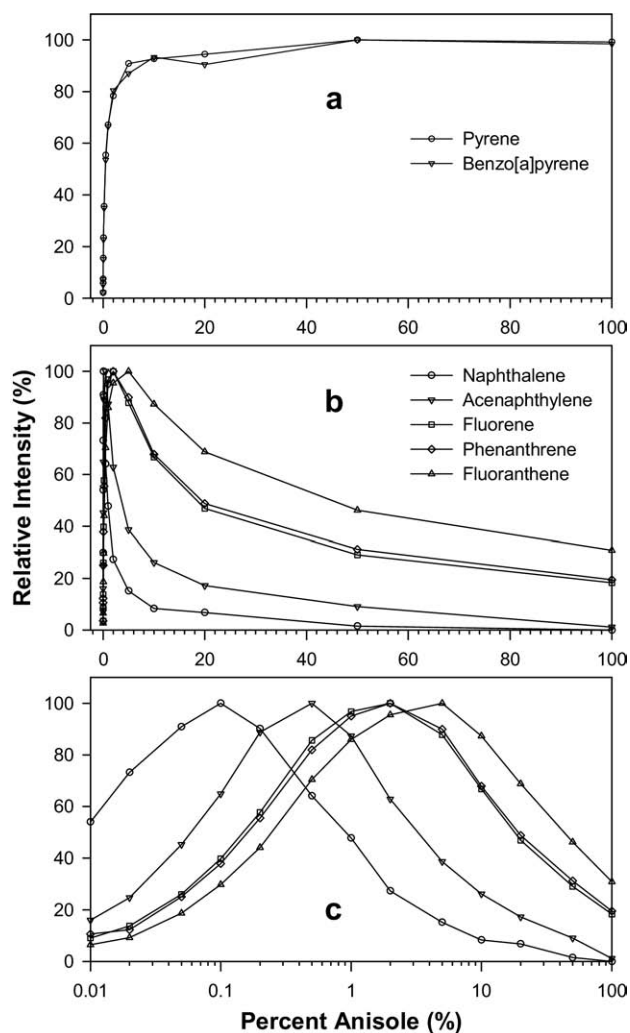 100
80
60
40
20
0
a
Pyrene
Benzo[a]pyrene
0 20 40 60 80 100
100
80
60
40
20
0
b
Naphthalene
Acenaphthylene
Fluorene
Phenanthrene
Fluoranthene
0 20 40 60 80 100
Relative Intensity (%)
100
80
60
40
20
0
c
0.01 0.1 1 10 100
Percent Anisole (%)